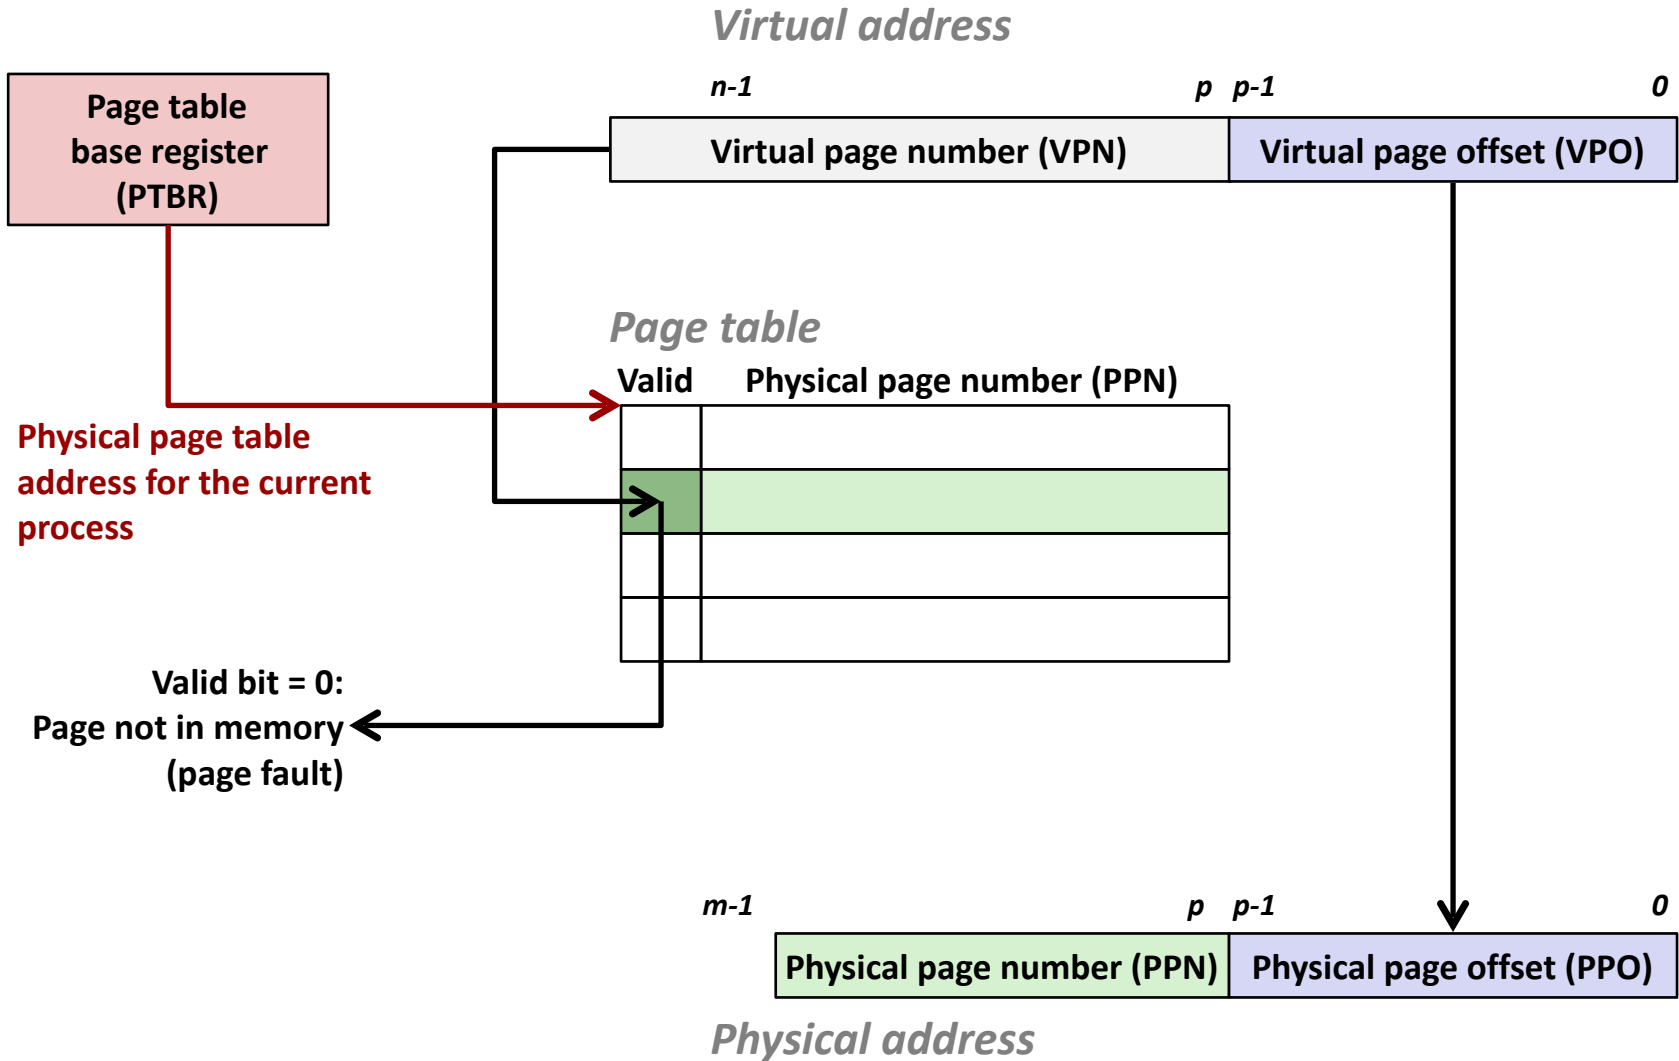 Virtual address
n-1 p p-1 0
Page table
base register
(PTBR)
Virtual page number (VPN) Virtual page offset (VPO)
Page table
Valid Physical page number (PPN)
Physical page table
address for the current
process
Valid bit = 0:
Page not in memory
(page fault)
m-1 p p-1 0
Physical page number (PPN) Physical page offset (PPO)
Physical address